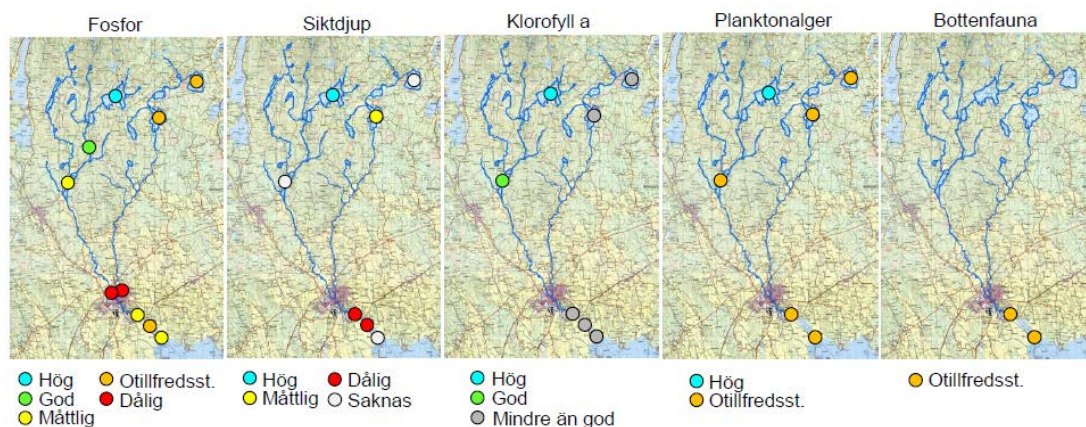 Fosfor
Siktdjup
Klorofyll a
Planktonalger
Bottenfauna
Hög
Otillfredsst.
God
Dålig
Måttlig
Hög
Dålig
Måttlig
Saknas
Hög
God
Mindre än god
Hög
Otillfredsst.
Otillfredsst.